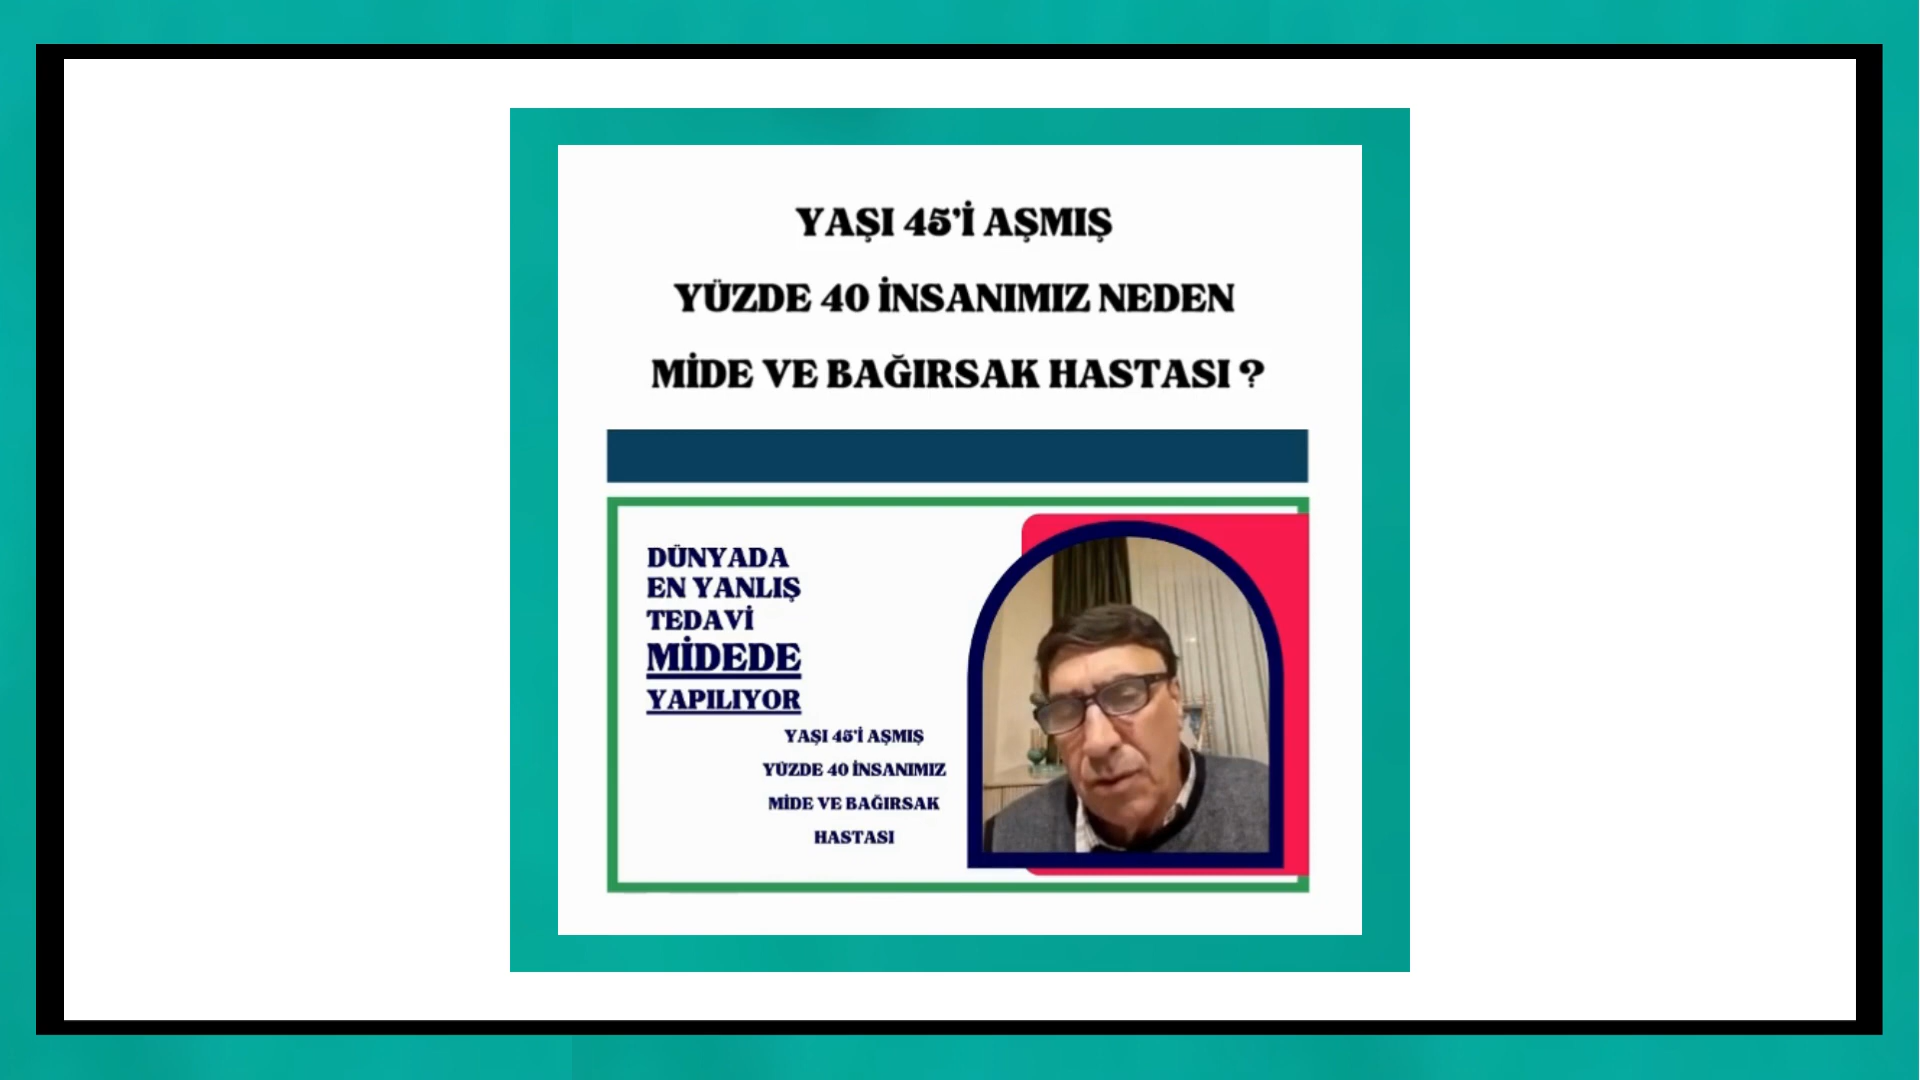 YAŞI 45'İ AŞMIŞ
YÜZDE 40 İNSANIMIZ NEDEN
MİDE VE BAĞIRSAK HASTASI ?
DÜNYADA
EN YANLIŞ
TEDAVİ
MİDEDE
YAPILIYOR
YAŞI 45'İ AŞMIŞ
YÜZDE 40 İNSANIMIZ
MİDE VE BAĞIRSAK
HASTASI